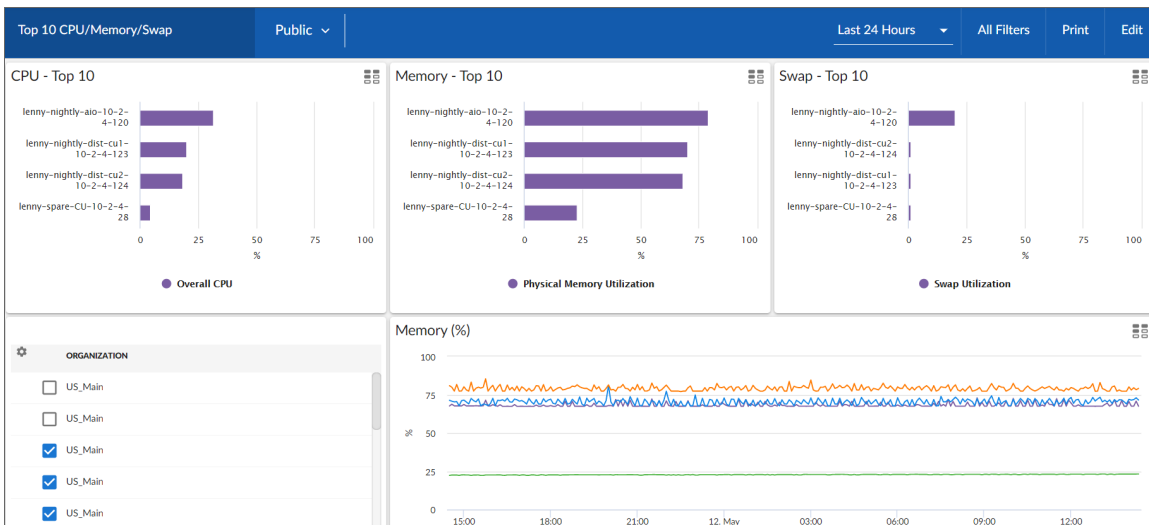 Top 10 CPU/Memory/Swap
Public
Last 24 Hours
All Filters
Print
Edit
CPU - Top 10
lenny-nightly-aio-10-2-
4-120
lenny-nightly-dist-cu1-
10-2-4-123
lenny-nightly-dist-cu2-
10-2-4-124
lenny-spare-CU-10-2-4-
28
0 25 50 75 100
%
Overall CPU
Memory - Top 10
lenny-nightly-aio-10-2-
4-120
lenny-nightly-dist-cu1-
10-2-4-123
lenny-nightly-dist-cu2-
10-2-4-124
lenny-spare-CU-10-2-4-
28
0 25 50 75 100
%
Physical Memory Utilization
Swap - Top 10
lenny-nightly-aio-10-2-
4-120
lenny-nightly-dist-cu2-
10-2-4-124
lenny-nightly-dist-cu1-
10-2-4-123
lenny-spare-CU-10-2-4-
28
0 25 50 75 100
%
Swap Utilization
ORGANIZATION
US_Main
US_Main
US_Main
US_Main
US_Main
Memory (%)
100
75
50
25
0
%
15:00 18:00 21:00 12. May 03:00 06:00 09:00 12:00